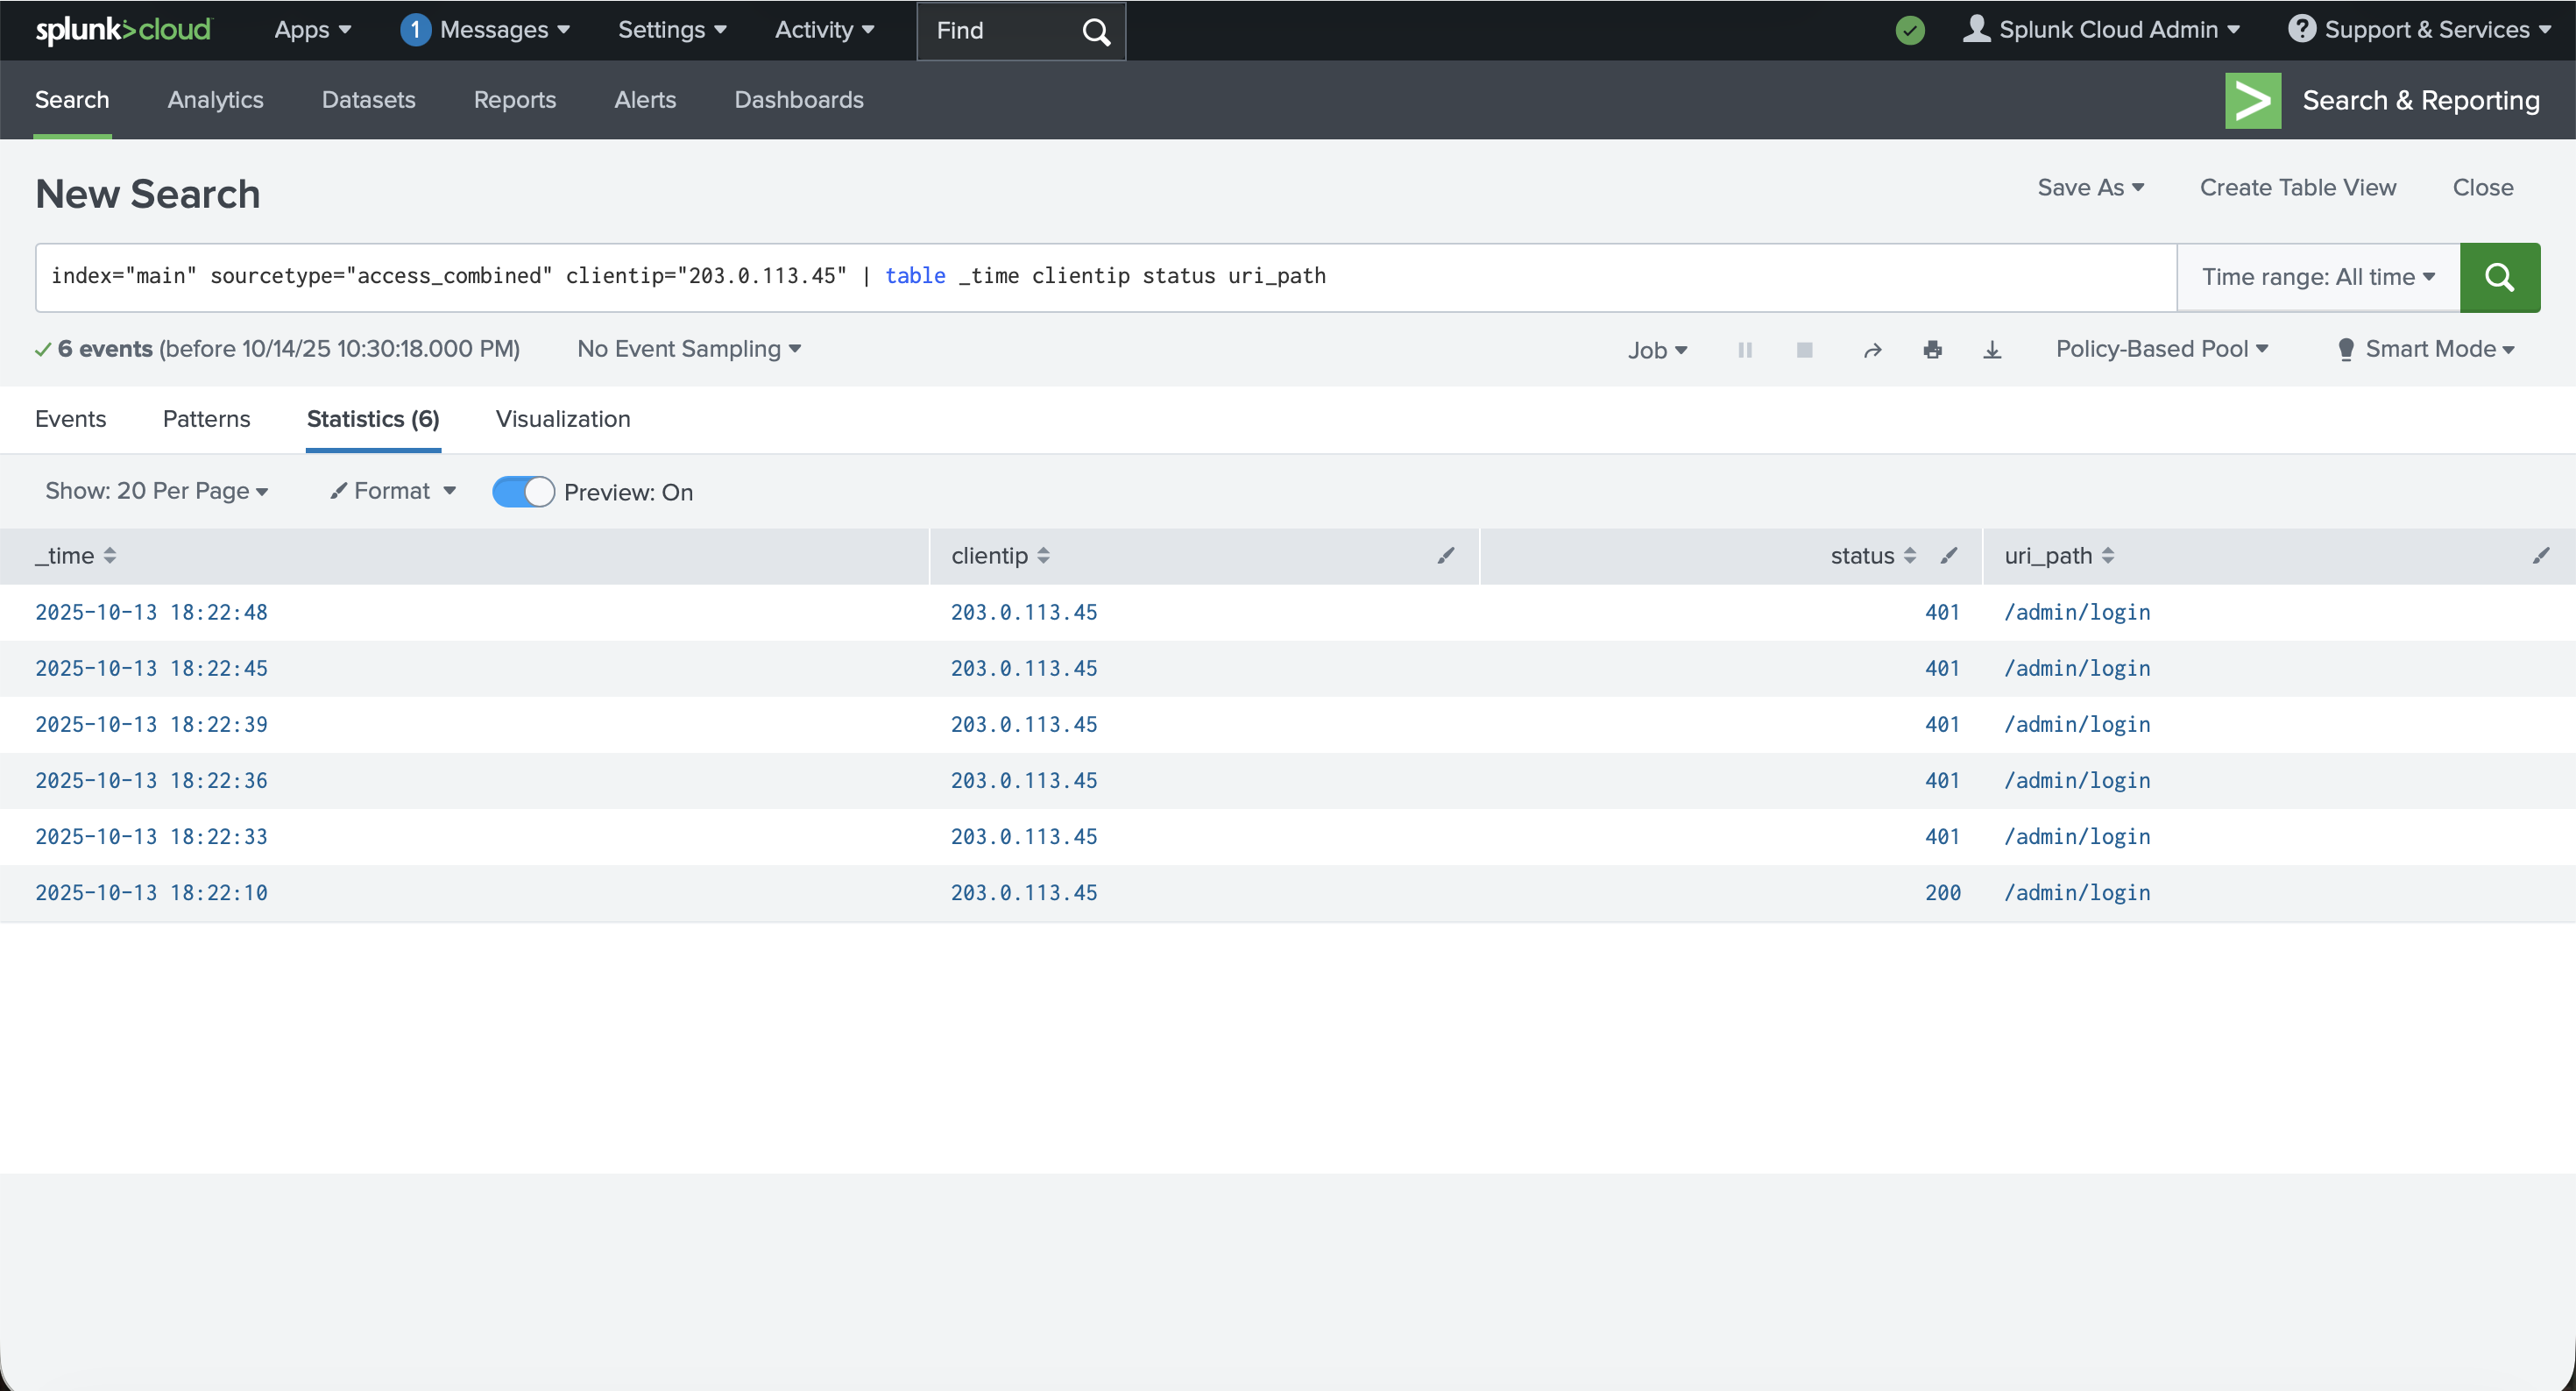 splunk>cloud Apps 1 Messages Settings Activity Find Splunk Cloud Admin ? Support & Services
Search Analytics Datasets Reports Alerts Dashboards > Search & Reporting
New Search Save As Create Table View Close
index="main" sourcetype="access_combined" clientip="203.0.113.45" | table _time clientip status uri_path Time range: All time
6 events (before 10/14/25 10:30:18.000 PM) No Event Sampling Job Policy-Based Pool Smart Mode
Events Patterns Statistics (6) Visualization
Show: 20 Per Page Format Preview: On
_time clientip status uri_path
2025-10-13 18:22:48 203.0.113.45 401 /admin/login
2025-10-13 18:22:45 203.0.113.45 401 /admin/login
2025-10-13 18:22:39 203.0.113.45 401 /admin/login
2025-10-13 18:22:36 203.0.113.45 401 /admin/login
2025-10-13 18:22:33 203.0.113.45 401 /admin/login
2025-10-13 18:22:10 203.0.113.45 200 /admin/login